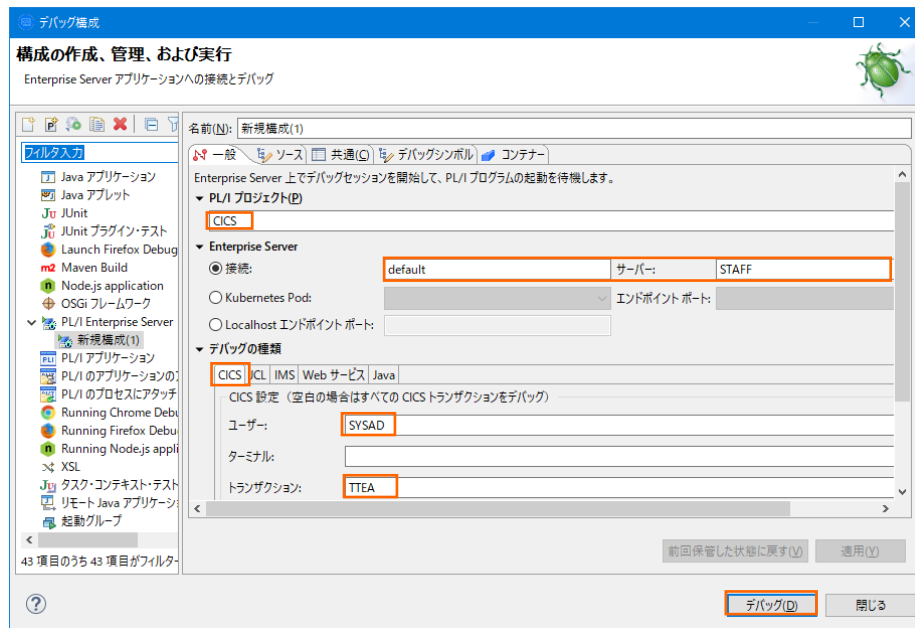 デバッグ構成
構成の作成、管理、および実行
Enterprise Server アプリケーションへの接続とデバッグ
フィルタ入力
Java アプリケーション
Java アプレット
JUnit
JUnit プラグイン・テスト
Launch Firefox Debug
Maven Build
Node.js application
OSGi フレームワーク
PL/I Enterprise Server
新規構成(1)
PL/I アプリケーション
PL/I のアプリケーションの
PL/I のプロセスにアタッチ
Running Chrome Debu
Running Firefox Debu
Running Node.js appli
XSL
タスク・コンテキスト・テスト
リモート Java アプリケーシ
起動グループ
43 項目のうち 43 項目がフィルター
名前(N): 新規構成(1)
一般 ソース 共通(C) デバッグシンボル コンテナー
Enterprise Server 上でデバッグセッションを開始して、PL/I プログラムの起動を待機します。
PL/I プロジェクト(P)
CICS
Enterprise Server
接続: default サーバー: STAFF
Kubernetes Pod: エンドポイント ポート:
Localhost エンドポイント ポート:
デバッグの種類
CICS JCL IMS Web サービス Java
CICS 設定（空白の場合はすべての CICS トランザクションをデバッグ）
ユーザー: SYSAD
ターミナル:
トランザクション: TTEA
前回保管した状態に戻す(V) 適用(Y)
デバッグ(D) 閉じる